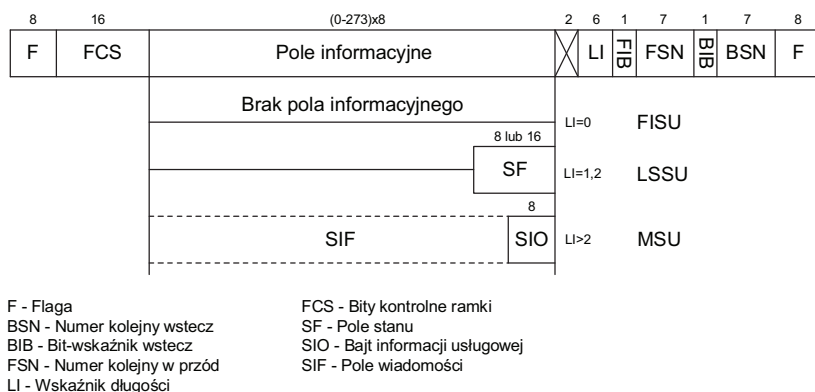 8 16 (0-273)x8 2 6 1 7 1 7 8
F FCS Pole informacyjne LI FIB FSN BIB BSN F
Brak pola informacyjnego
LI=0 FISU
8 lub 16
SF LI=1,2 LSSU
8
SIF SIO LI>2 MSU
F - Flaga
BSN - Numer kolejny wstecz
BIB - Bit-wskaźnik wstecz
FSN - Numer kolejny w przód
LI - Wskaźnik długości
FCS - Bity kontrolne ramki
SF - Pole stanu
SIO - Bajt informacji usługowej
SIF - Pole wiadomości